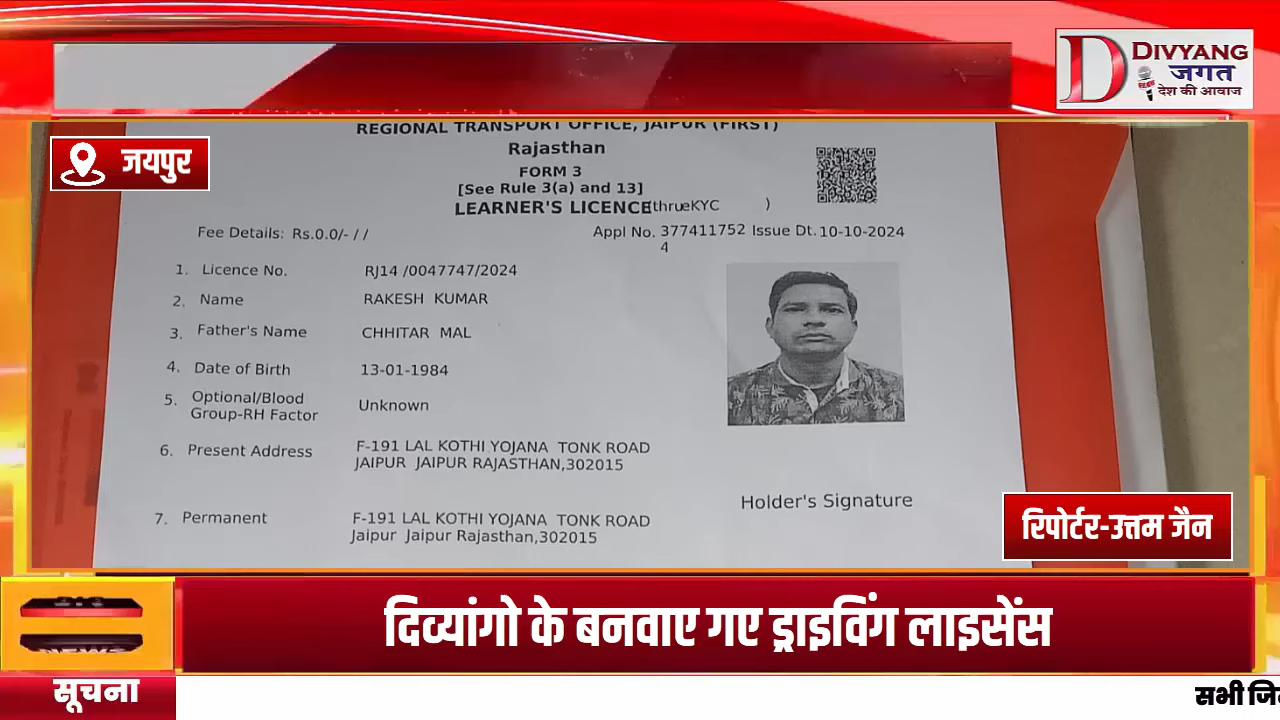 DIVYANG
जगत
देश की आवाज
जयपुर
REGIONAL TRANSPORT OFFICE, JAIPUR (FIRST)
Rajasthan
FORM 3
[See Rule 3(a) and 13]
LEARNER'S LICENCE (thrueKYC )
Fee Details: Rs.0.0/- / / Appl No. 377411752 Issue Dt. 10-10-2024
4
1. Licence No. RJ14 /0047747/2024
2. Name RAKESH KUMAR
3. Father's Name CHHITAR MAL
4. Date of Birth 13-01-1984
5. Optional/Blood Group-RH Factor Unknown
6. Present Address F-191 LAL KOTHI YOJANA TONK ROAD
JAIPUR JAIPUR RAJASTHAN,302015
Holder's Signature
7. Permanent F-191 LAL KOTHI YOJANA TONK ROAD
Jaipur Jaipur Rajasthan,302015
रिपोर्टर-उत्तम जैन
दिव्यांगो के बनवाए गए ड्राइविंग लाइसेंस
NEWS
सूचना
सभी